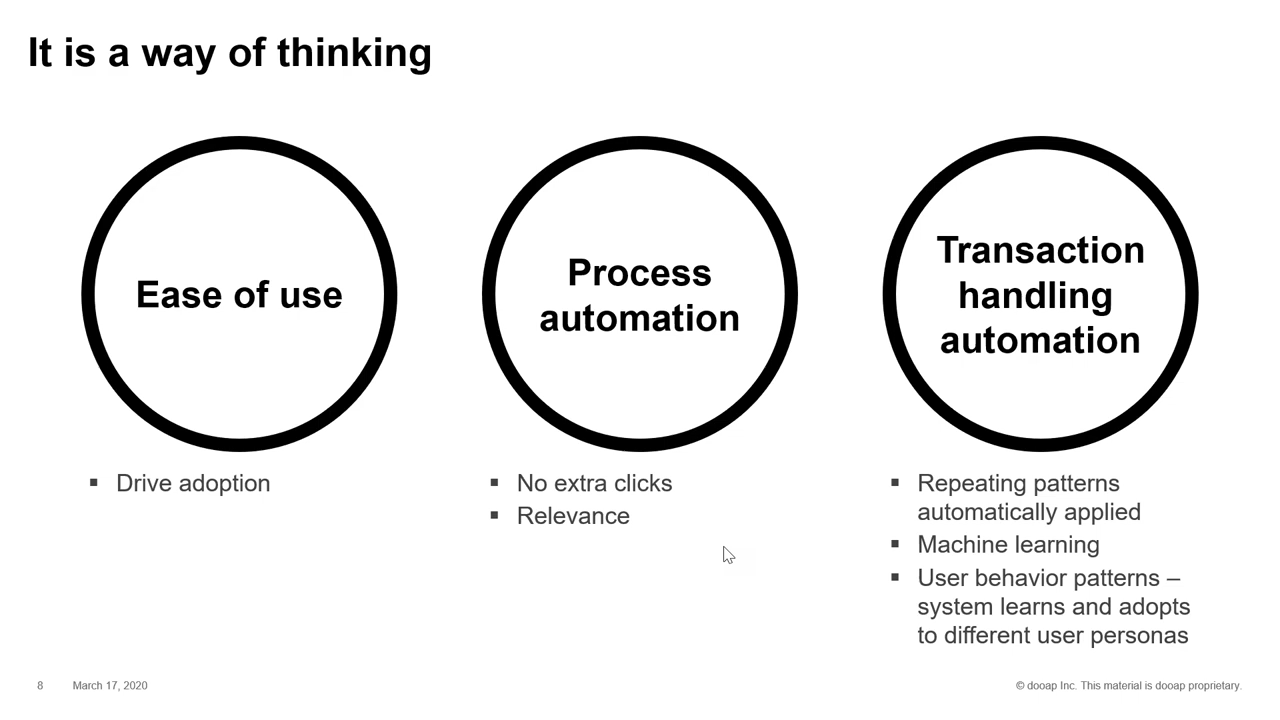 It is a way of thinking
Ease of use
Process
automation
Transaction
handling
automation
▪ Drive adoption
▪ No extra clicks
▪ Relevance
▪ Repeating patterns
automatically applied
▪ Machine learning
▪ User behavior patterns –
system learns and adopts
to different user personas
8 March 17, 2020
© dooap Inc. This material is dooap proprietary.